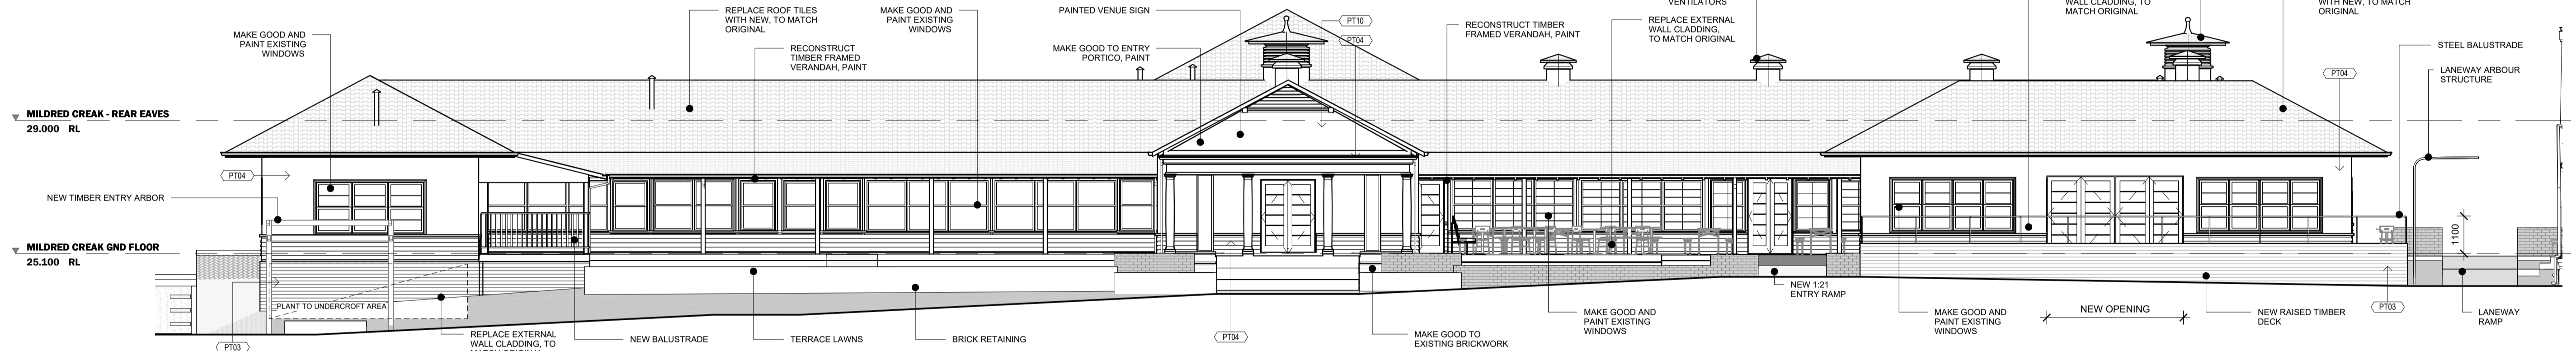 REPLACE ROOF TILES
WITH NEW, TO MATCH
ORIGINAL
MAKE GOOD AND
PAINT EXISTING
WINDOWS
PAINTED VENUE SIGN
PT10
PT04
VENTILATORS
WALL CLADDING, TO
MATCH ORIGINAL
WITH NEW, TO MATCH
ORIGINAL
MAKE GOOD AND
PAINT EXISTING
WINDOWS
RECONSTRUCT
TIMBER FRAMED
VERANDAH, PAINT
MAKE GOOD TO ENTRY
PORTICO, PAINT
RECONSTRUCT TIMBER
FRAMED VERANDAH, PAINT
REPLACE EXTERNAL
WALL CLADDING,
TO MATCH ORIGINAL
STEEL BALUSTRADE
LANEWAY ARBOUR
STRUCTURE
PT04
MILDRED CREAK - REAR EAVES
29.000 RL
PT04
NEW TIMBER ENTRY ARBOR
MILDRED CREAK GND FLOOR
25.100 RL
1100
PLANT TO UNDERCROFT AREA
PT03
REPLACE EXTERNAL
WALL CLADDING, TO
MATCH ORIGINAL
NEW BALUSTRADE
TERRACE LAWNS
BRICK RETAINING
PT04
MAKE GOOD TO
EXISTING BRICKWORK
MAKE GOOD AND
PAINT EXISTING
WINDOWS
NEW 1:21
ENTRY RAMP
MAKE GOOD AND
PAINT EXISTING
WINDOWS
NEW OPENING
NEW RAISED TIMBER
DECK
PT03
LANEWAY
RAMP